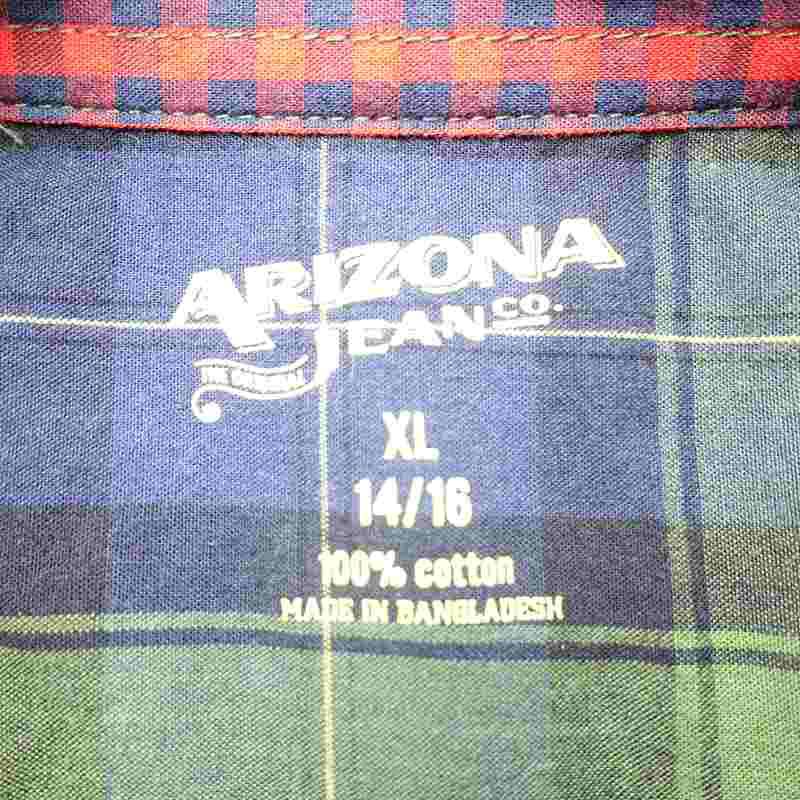 ARIZONA
JEAN CO.
THE ORIGINAL
XL
14/16
100% cotton
MADE IN BANGLADESH